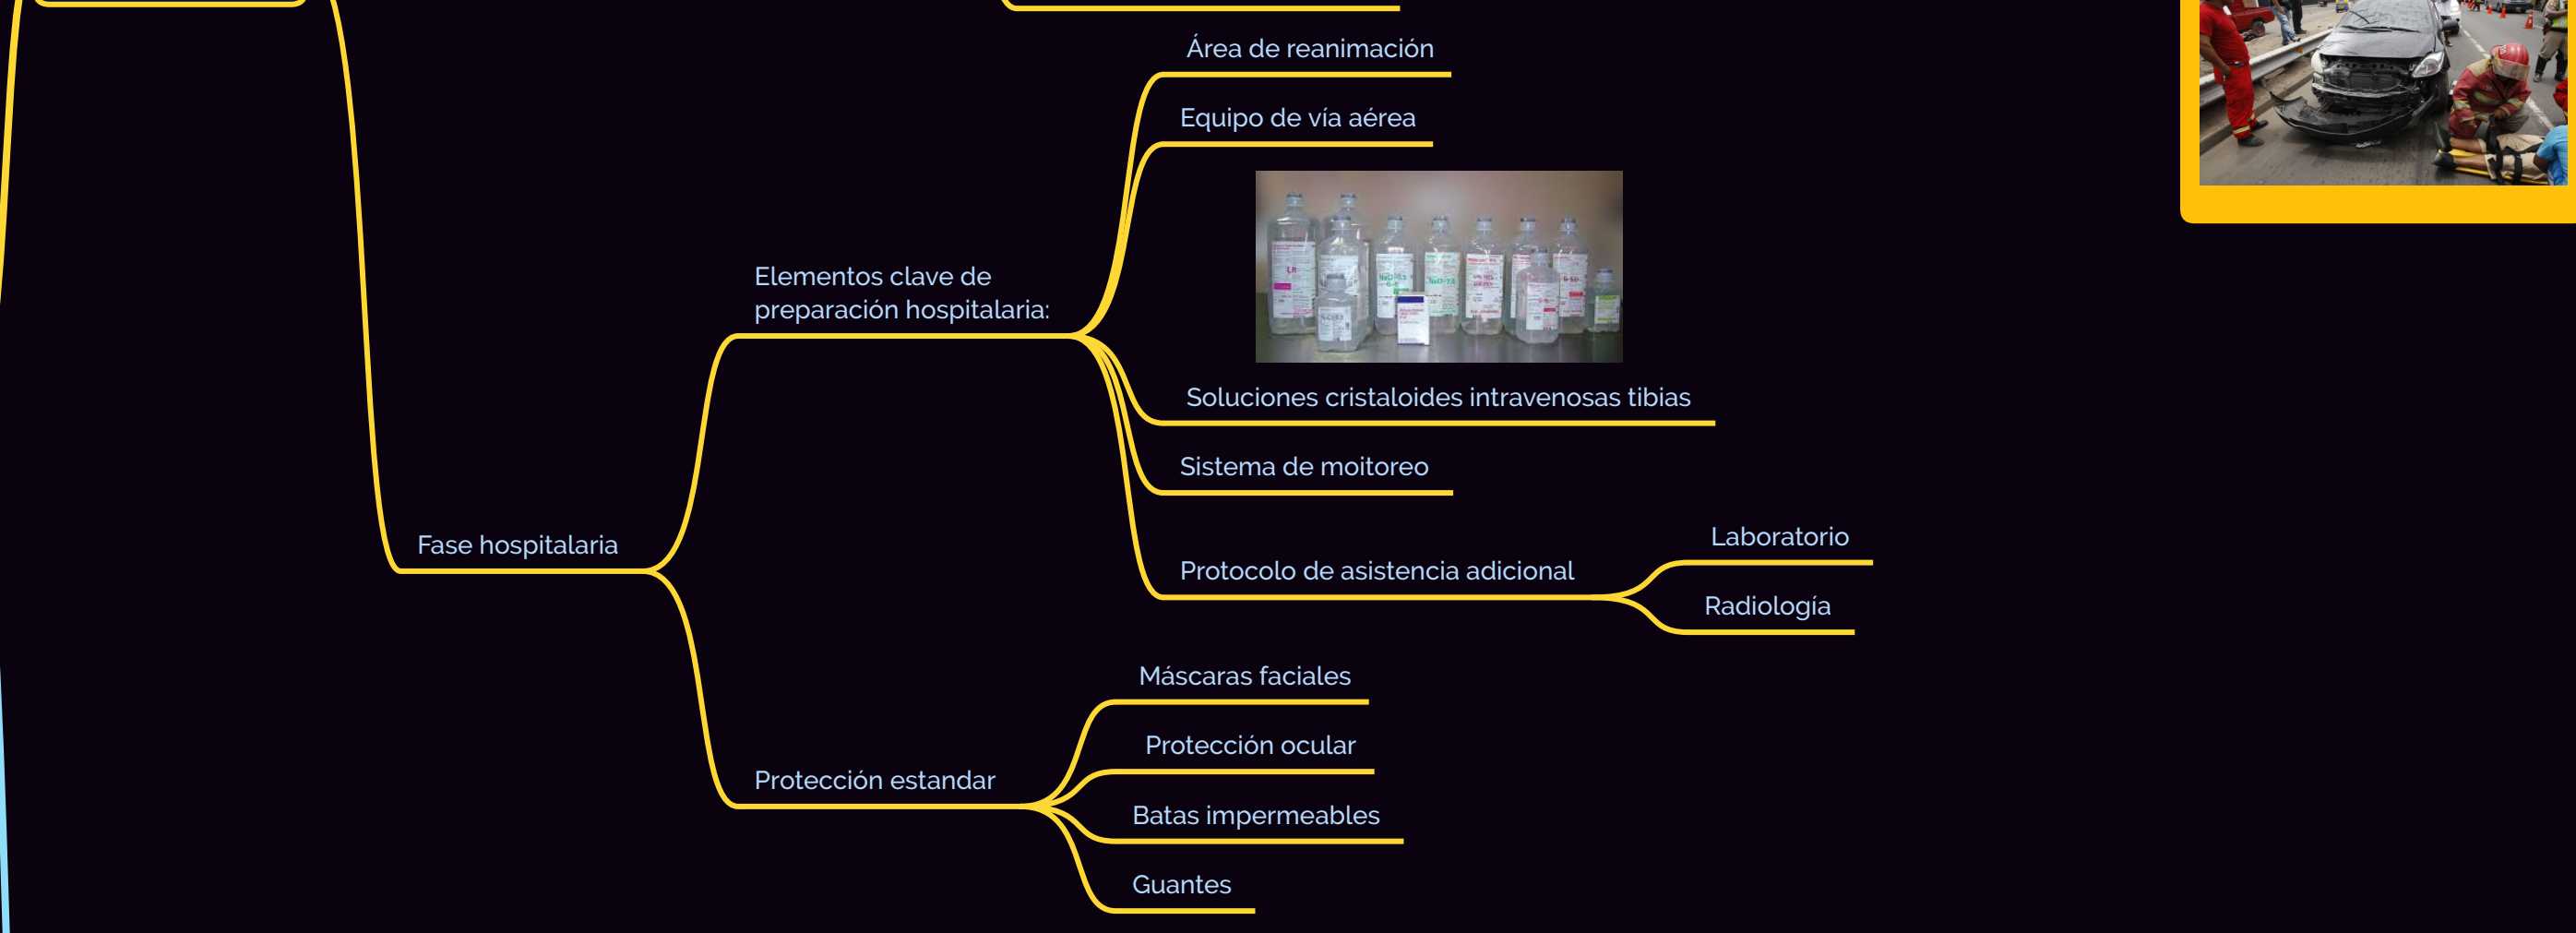 Área de reanimación
Equipo de vía aérea
LR
Elementos clave de
preparación hospitalaria:
Soluciones cristaloides intravenosas tibias
Sistema de moitoreo
Fase hospitalaria
Protocolo de asistencia adicional
Laboratorio
Radiología
Máscaras faciales
Protección ocular
Protección estandar
Batas impermeables
Guantes